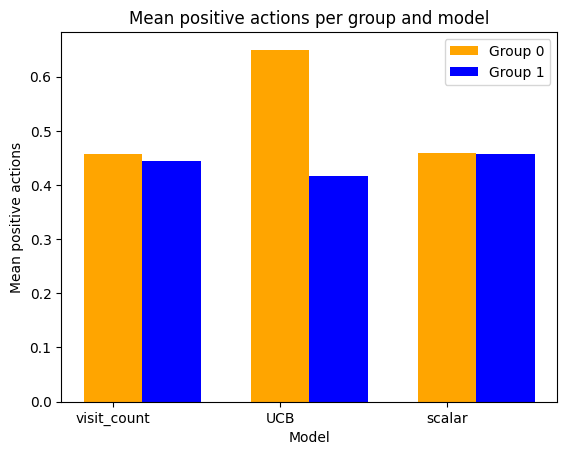 Mean positive actions per group and model
Group 0
Group 1
Mean positive actions
0.6
0.5
0.4
0.3
0.2
0.1
0.0
visit_count
UCB
scalar
Model